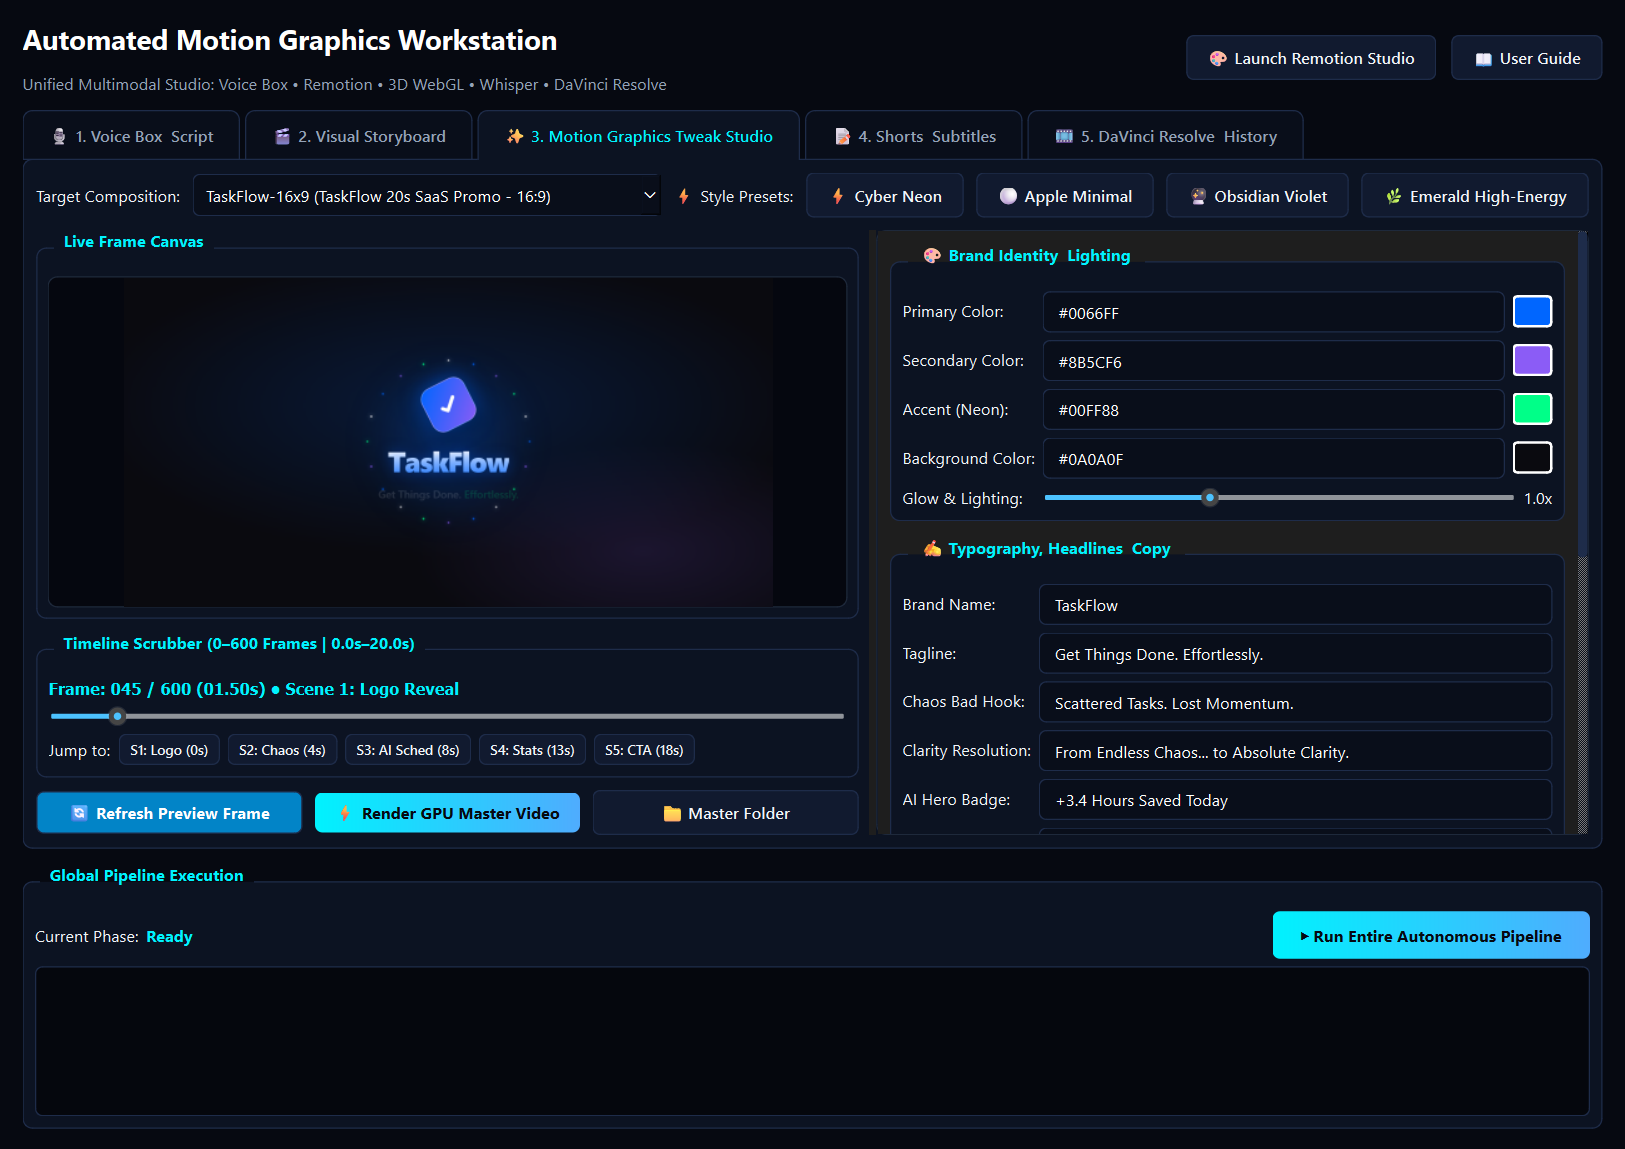 Automated Motion Graphics Workstation
Unified Multimodal Studio: Voice Box • Remotion • 3D WebGL • Whisper • DaVinci Resolve
Launch Remotion Studio
User Guide
1. Voice Box  Script
2. Visual Storyboard
3. Motion Graphics Tweak Studio
4. Shorts  Subtitles
5. DaVinci Resolve  History
Target Composition:
TaskFlow-16x9 (TaskFlow 20s SaaS Promo - 16:9)
Style Presets:
Cyber Neon
Apple Minimal
Obsidian Violet
Emerald High-Energy
Live Frame Canvas
TaskFlow
Get Things Done. Effortlessly.
Timeline Scrubber (0–600 Frames | 0.0s–20.0s)
Frame: 045 / 600 (01.50s) ● Scene 1: Logo Reveal
Jump to:
S1: Logo (0s)
S2: Chaos (4s)
S3: AI Sched (8s)
S4: Stats (13s)
S5: CTA (18s)
Refresh Preview Frame
Render GPU Master Video
Master Folder
Brand Identity  Lighting
Primary Color:
#0066FF
Secondary Color:
#8B5CF6
Accent (Neon):
#00FF88
Background Color:
#0A0A0F
Glow & Lighting:
1.0x
Typography, Headlines  Copy
Brand Name:
TaskFlow
Tagline:
Get Things Done. Effortlessly.
Chaos Bad Hook:
Scattered Tasks. Lost Momentum.
Clarity Resolution:
From Endless Chaos... to Absolute Clarity.
AI Hero Badge:
+3.4 Hours Saved Today
Global Pipeline Execution
Current Phase: Ready
Run Entire Autonomous Pipeline